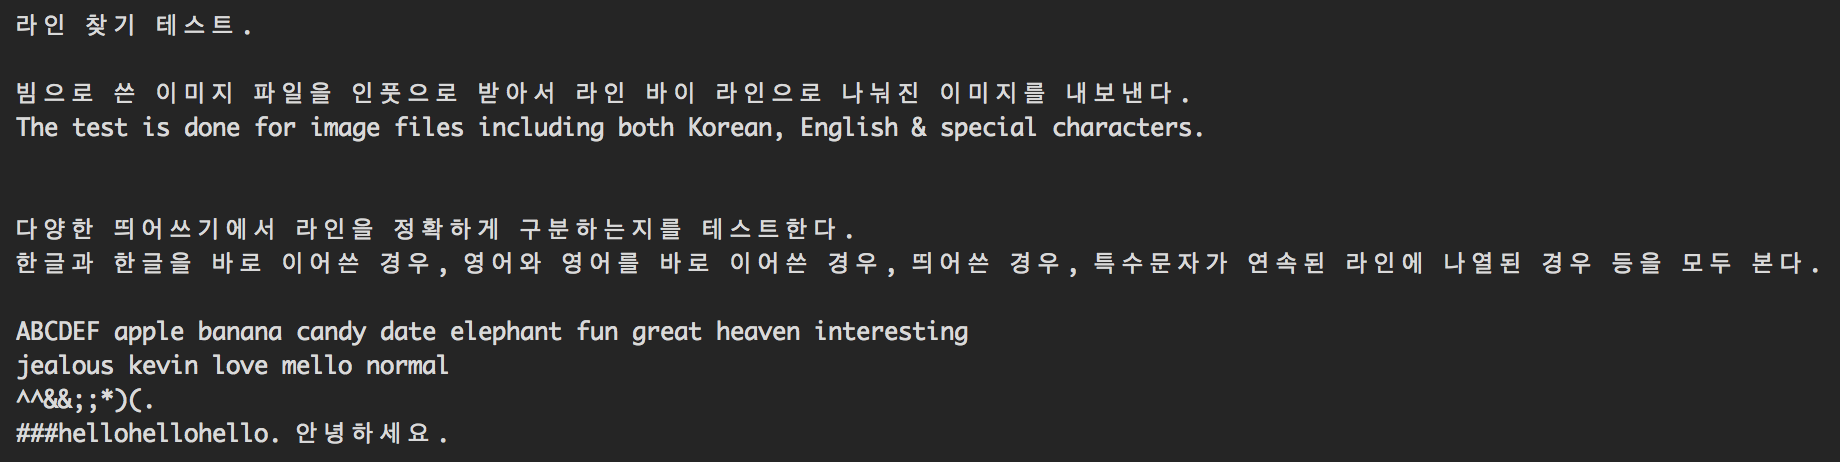 라인 찾기 테스트.
빔으로 쓴 이미지 파일을 인풋으로 받아서 라인 바이 라인으로 나눠진 이미지를 내보낸다.
The test is done for image files including both Korean, English & special characters.
다양한 띄어쓰기에서 라인을 정확하게 구분하는지를 테스트한다.
한글과 한글을 바로 이어쓴 경우, 영어와 영어를 바로 이어쓴 경우, 띄어쓴 경우, 특수문자가 연속된 라인에 나열된 경우 등을 모두 본다.
ABCDEF apple banana candy date elephant fun great heaven interesting
jealous kevin love mello normal
^^&&;;*)(.
###hellohellohello. 안녕하세요.